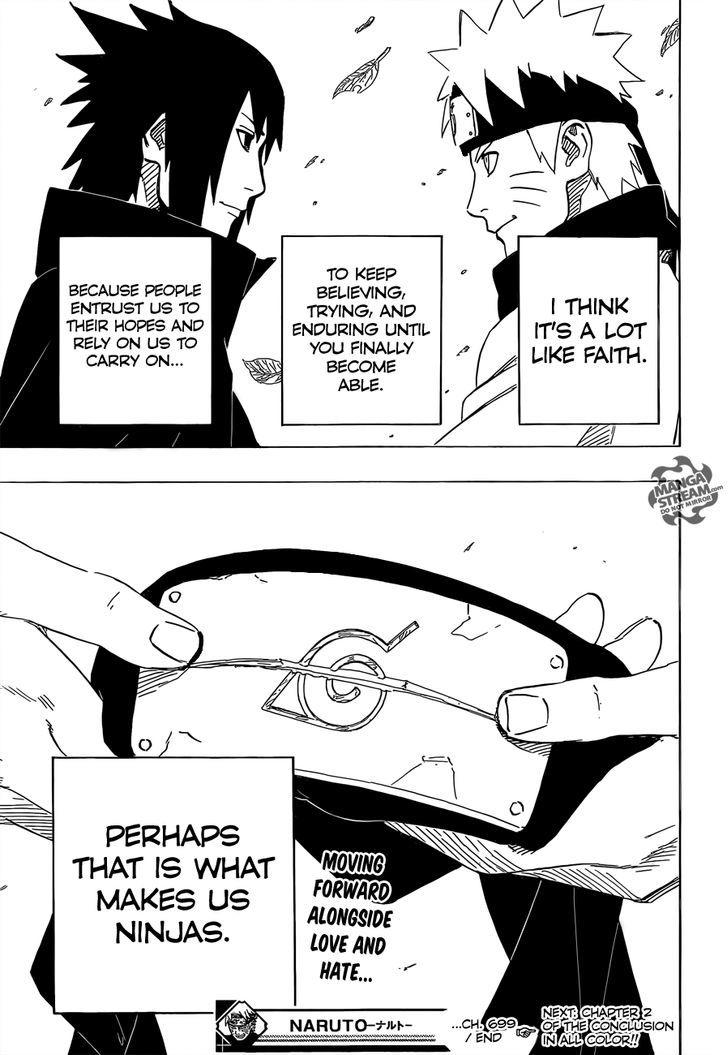 I THINK
IT'S A LOT
LIKE FAITH.
TO KEEP
BELIEVING,
TRYING, AND
ENDURING UNTIL
YOU FINALLY
BECOME
ABLE.
BECAUSE PEOPLE
ENTRUST US TO
THEIR HOPES AND
RELY ON US TO
CARRY ON...
MANGA
STREAM.com
DO NOT MIRROR
PERHAPS
THAT IS WHAT
MAKES US
NINJAS.
MOVING
FORWARD
ALONGSIDE
LOVE AND
HATE...
NARUTO—ナルト—
...CH. 699
/ END
NEXT: CHAPTER 2
OF THE CONCLUSION
IN ALL COLOR!!